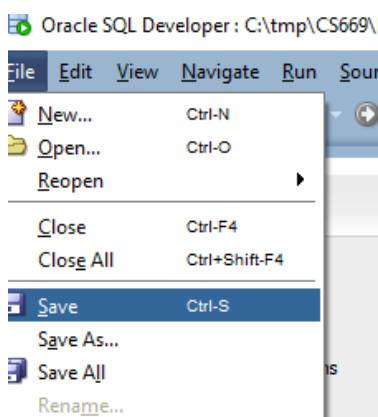 Oracle SQL Developer : C:\tmp\CS669\
File Edit View Navigate Run Sour
New... Ctrl-N
Open... Ctrl-O
Reopen
Close Ctrl-F4
Close All Ctrl+Shift-F4
Save Ctrl-S
Save As...
Save All
Rename...